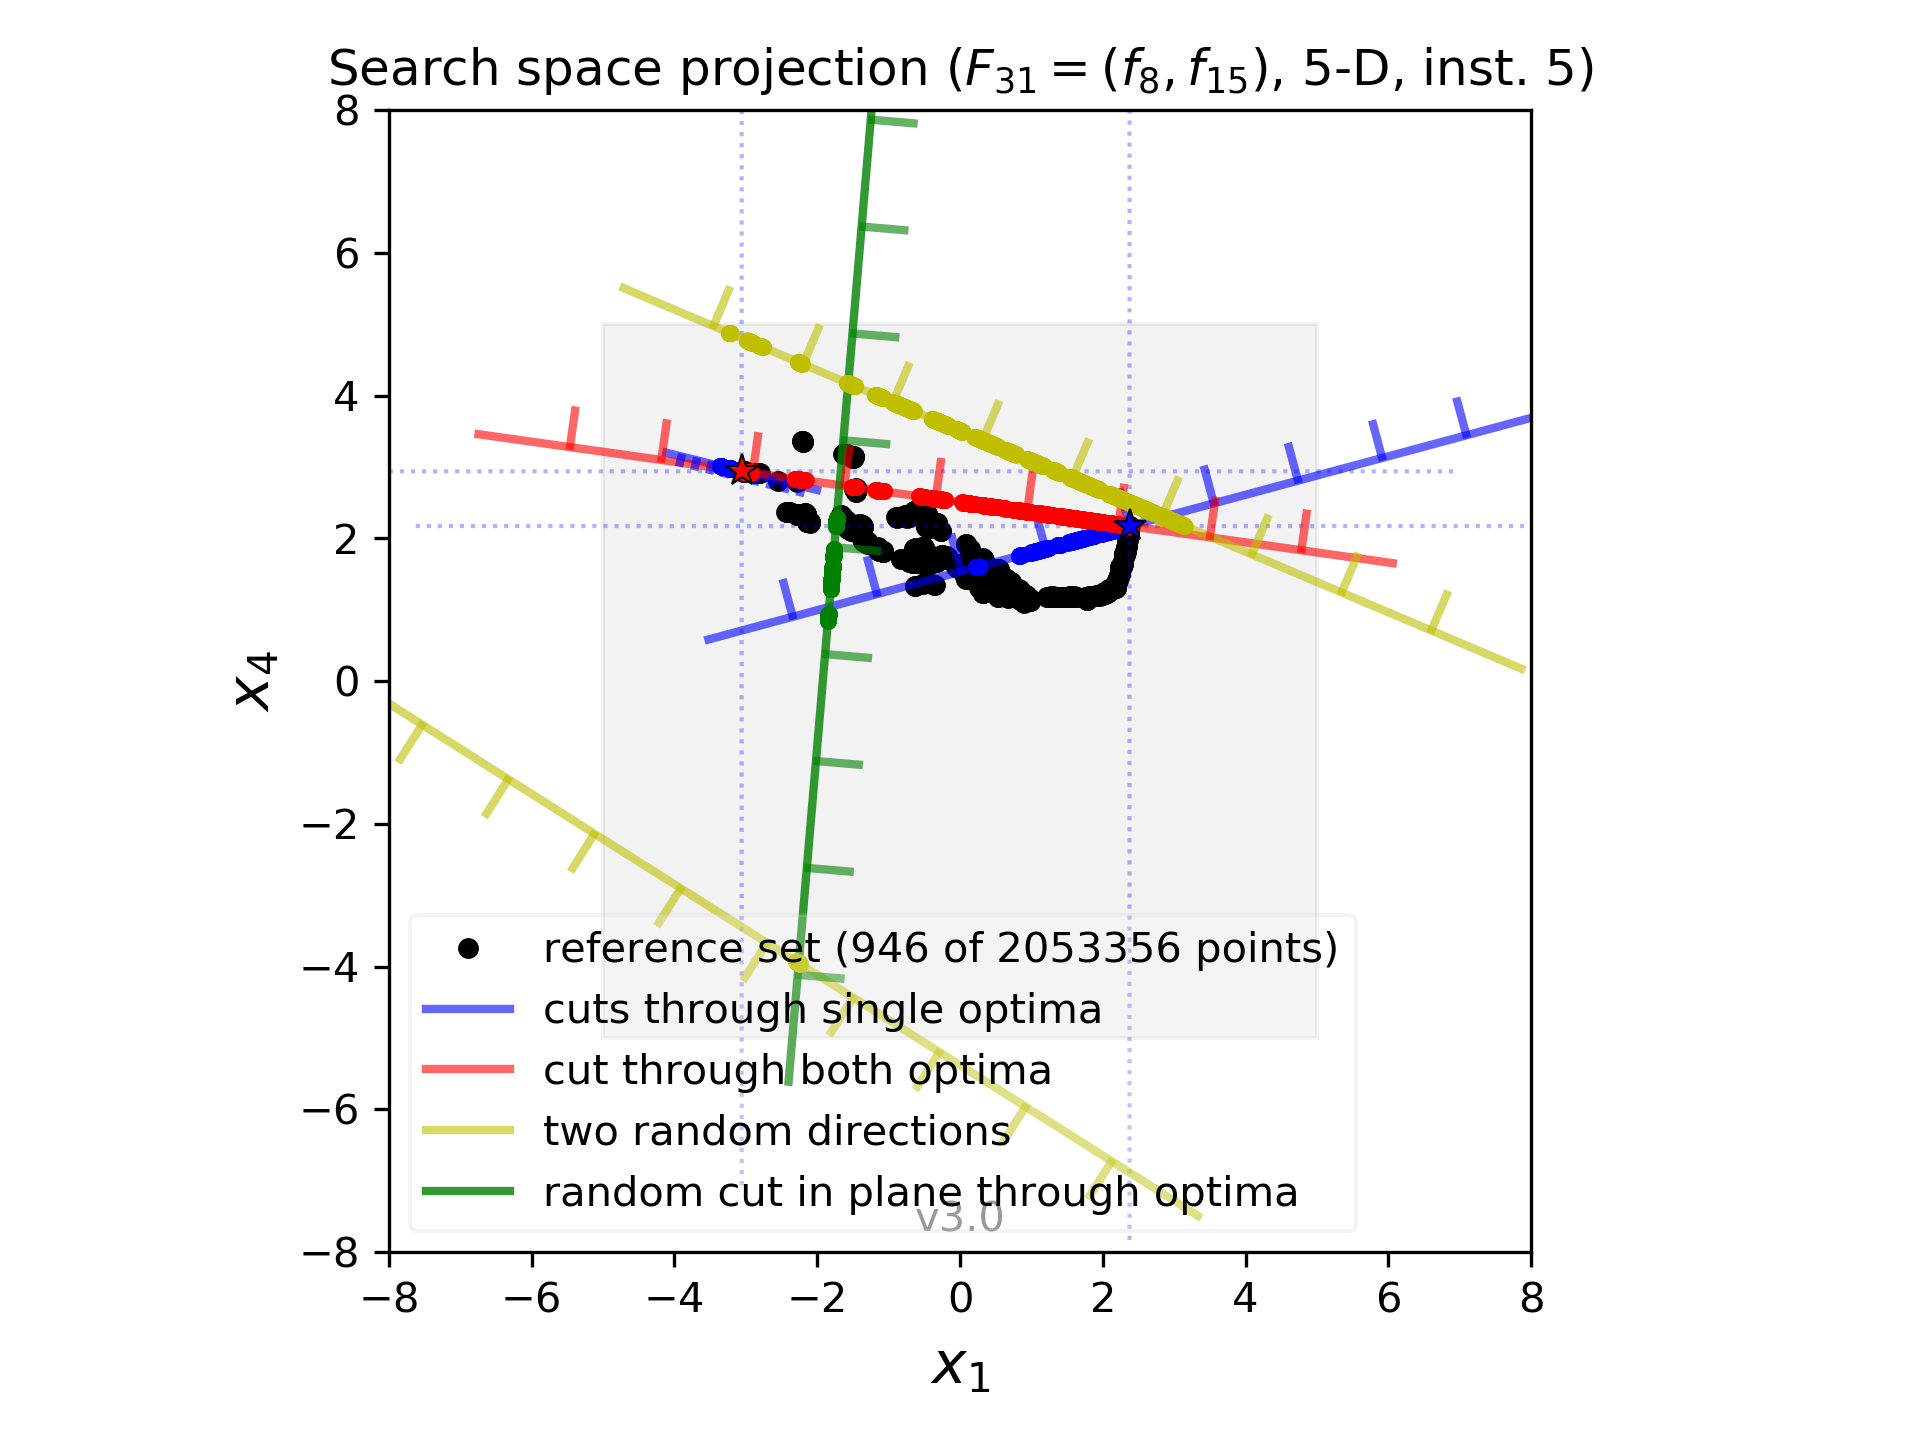 Search space projection (F₃₁ = (f₈, f₁₅), 5-D, inst. 5)
8
6
4
2
0
−2
−4
−6
−8
x₄
reference set (946 of 2053356 points)
cuts through single optima
cut through both optima
two random directions
random cut in plane through optima
v3.0
−8 −6 −4 −2 0 2 4 6 8
x₁